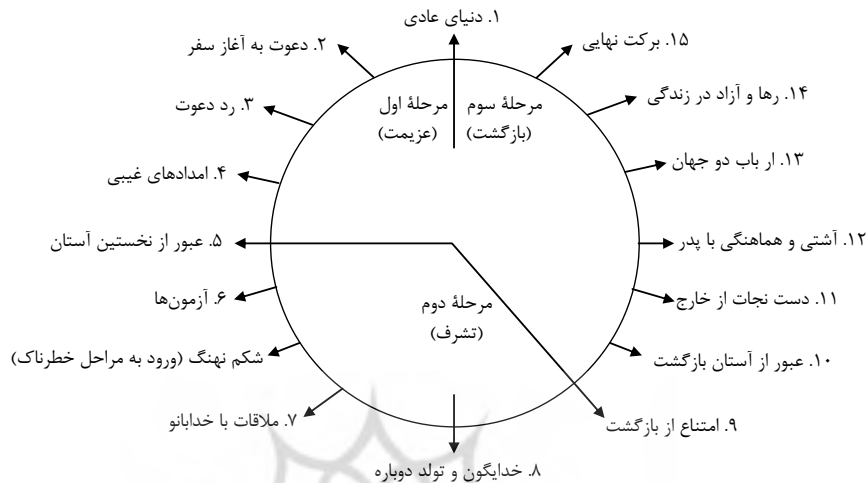 ۱. دنیای عادی
۲. دعوت به آغاز سفر
۳. رد دعوت
۴. امدادهای غیبی
۵. عبور از نخستین آستان
۶. آزمون‌ها
شکم نهنگ (ورود به مراحل خطرناک)
۷. ملاقات با خدابانو
۸. خدایگون و تولد دوباره
۹. امتناع از بازگشت
۱۰. عبور از آستان بازگشت
۱۱. دست نجات از خارج
۱۲. آشتی و هماهنگی با پدر
۱۳. ار باب دو جهان
۱۴. رها و آزاد در زندگی
۱۵. برکت نهایی
مرحلهٔ اول
(عزیمت)
مرحلهٔ دوم
(تشرف)
مرحلهٔ سوم
(بازگشت)